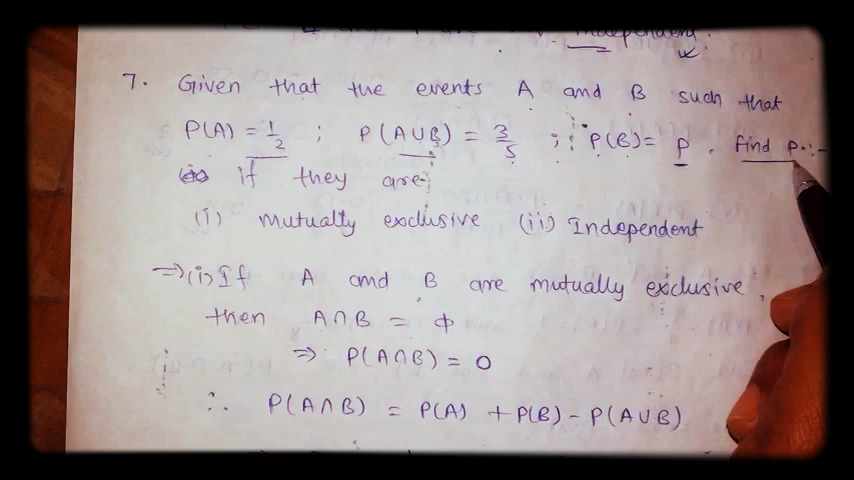 Independent.
7. Given that the events A and B such that
P(A) = 1/2 ; P(A∪B) = 3/5 ; P(B) = p . find p :-
if they are
(i) mutually exclusive (ii) Independent
⇒ (i) If A and B are mutually exclusive,
then A∩B = ϕ
⇒ P(A∩B) = 0
∴ P(A∩B) = P(A) + P(B) - P(A∪B)